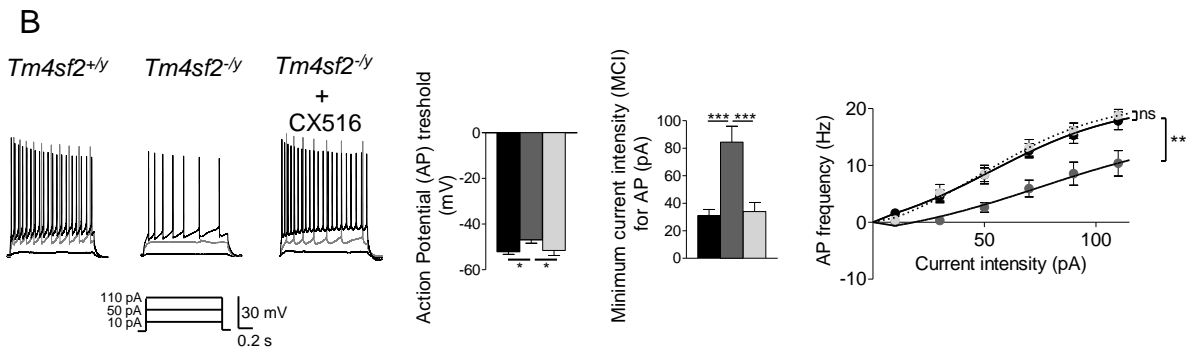 B
Tm4sf2+/y
Tm4sf2-/y
Tm4sf2-/y
+
CX516
110 pA
50 pA
10 pA
30 mV
0.2 s
Action Potential (AP) treshold
(mV)
0
-20
-40
-60
*
*
Minimum current intensity (MCI)
for AP (pA)
100
80
60
40
20
0
***
***
AP frequency (Hz)
20
10
0
-10
50
100
Current intensity (pA)
ns
**